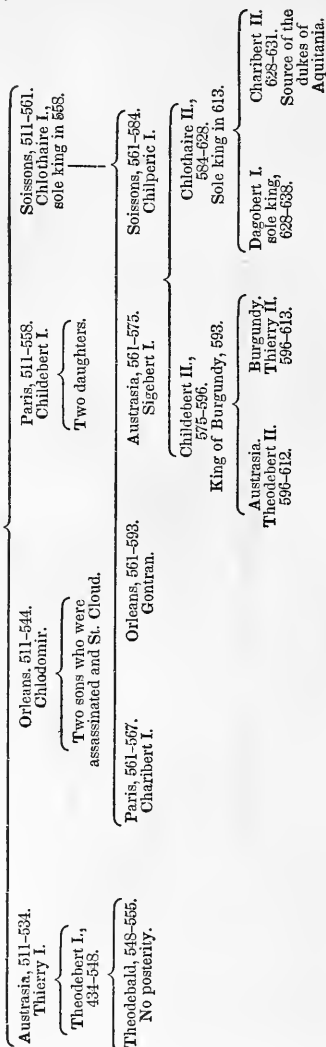 Austrasia, 511–534.
Thierry I.
Theodebert I.,
434–548.
Theodebald, 548–555.
No posterity.
Orleans. 511–544.
Chlodomir.
Two sons who were
assassinated and St. Cloud.
Paris, 511–558.
Childebert I.
Two daughters.
Soissons, 511–561.
Chlothaire I.,
sole king in 558.
Paris, 561–567.
Charibert I.
Orleans, 561–593.
Gontran.
Austrasia, 561–575.
Sigebert I.
Soissons, 561–584.
Chilperic I.
Childebert II.,
575–596.
King of Burgundy, 593.
Chlothaire II.,
584–628.
Sole king in 613.
Austrasia.
Theodebert II.
596–612.
Burgundy.
Thierry II.
596–613.
Dagobert I.
sole king,
628–638.
Charibert II.
628–631.
Source of the
dukes of
Aquitania.